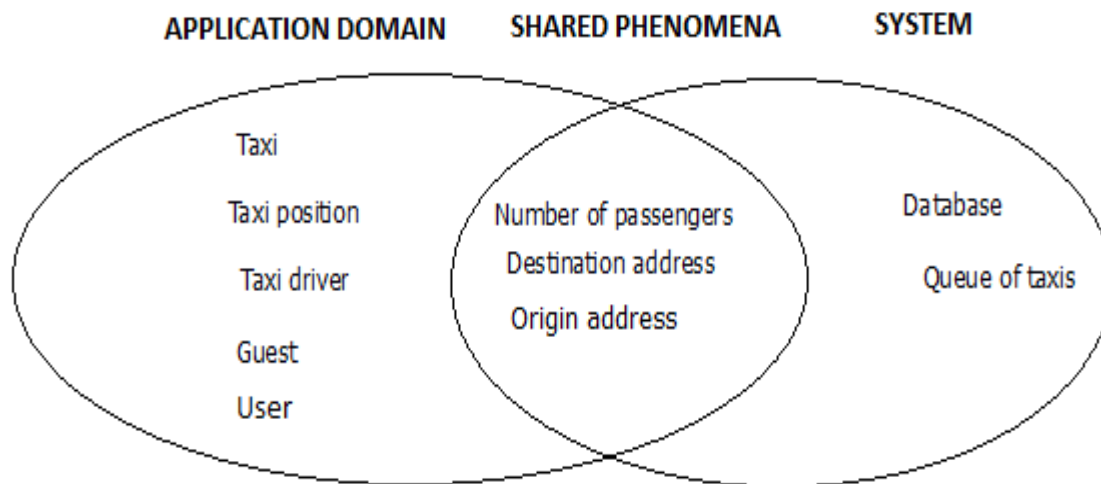 APPLICATION DOMAIN
SHARED PHENOMENA
SYSTEM
Taxi
Taxi position
Taxi driver
Guest
User
Number of passengers
Destination address
Origin address
Database
Queue of taxis